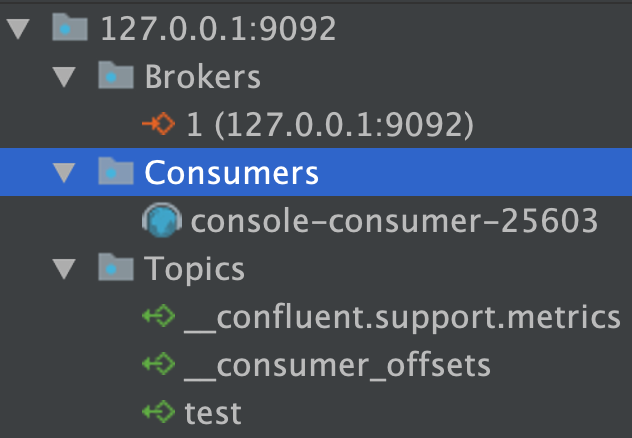 127.0.0.1:9092
Brokers
1 (127.0.0.1:9092)
Consumers
console-consumer-25603
Topics
__confluent.support.metrics
__consumer_offsets
test